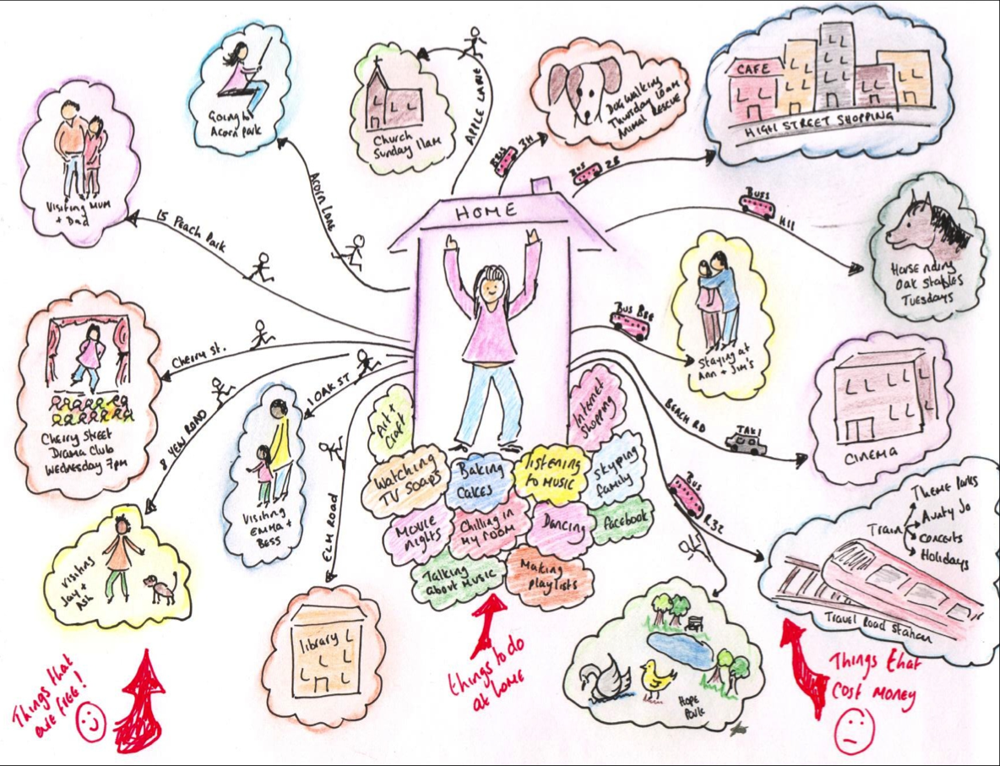 Going to
Acorn park
Church
Sunday 11am
APPLE LANE
DOG WALKING
Thursday 10am
Animal
RESCUE
CAFE
HIGH STREET SHOPPING
BUS
3H
BUS
28
HOME
Visiting MUM
+ Dad
15 Peach Park
Acorn Lane
BUSS
H11
Horse riding
Oak Stables
TUESDAYS
BUS
Staying at
Ann + Jim's
Cherry St.
Cherry Street
Drama Club
Wednesday 7pm
8 YEW ROAD
1 OAK ST
Visiting
EMMA +
BESS
ELM ROAD
BEACH RD
TAXI
CINEMA
Art +
Craft
Internet
Shopping
Watching
TV SOAPS
Baking
Cakes
listening
to MUSIC
Skyping
family
MOVIE
nights
Chilling in
my room
Dancing
facebook
Talking
about MUSIC
Making
playlists
BUS
R32
Theme Parks
Aunty Jo
Train
concerts
Holidays
Travel Road Station
visiting
Jay +
Ash
library
HOPE
Park
Things that
are free!
things to do
at home
Things that
cost money